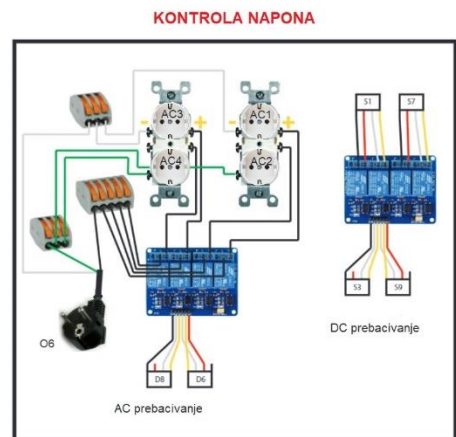 KONTROLA NAPONA
AC3
AC1
AC4
AC2
S1
S7
S3
S9
O6
DC prebacivanje
D8
D6
AC prebacivanje